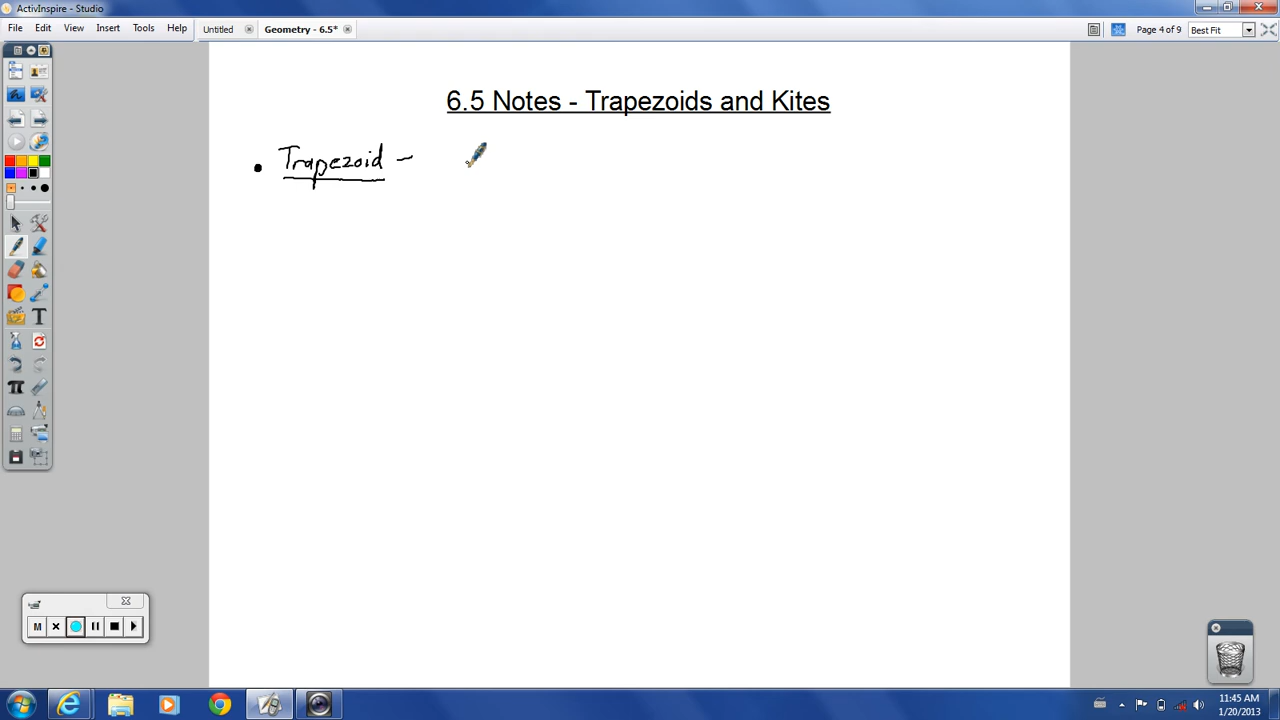 ActivInspire - Studio
File Edit View Insert Tools Help Untitled Geometry - 6.5* Page 4 of 9 Best Fit
6.5 Notes - Trapezoids and Kites
• Trapezoid -
M
11:45 AM
1/20/2013